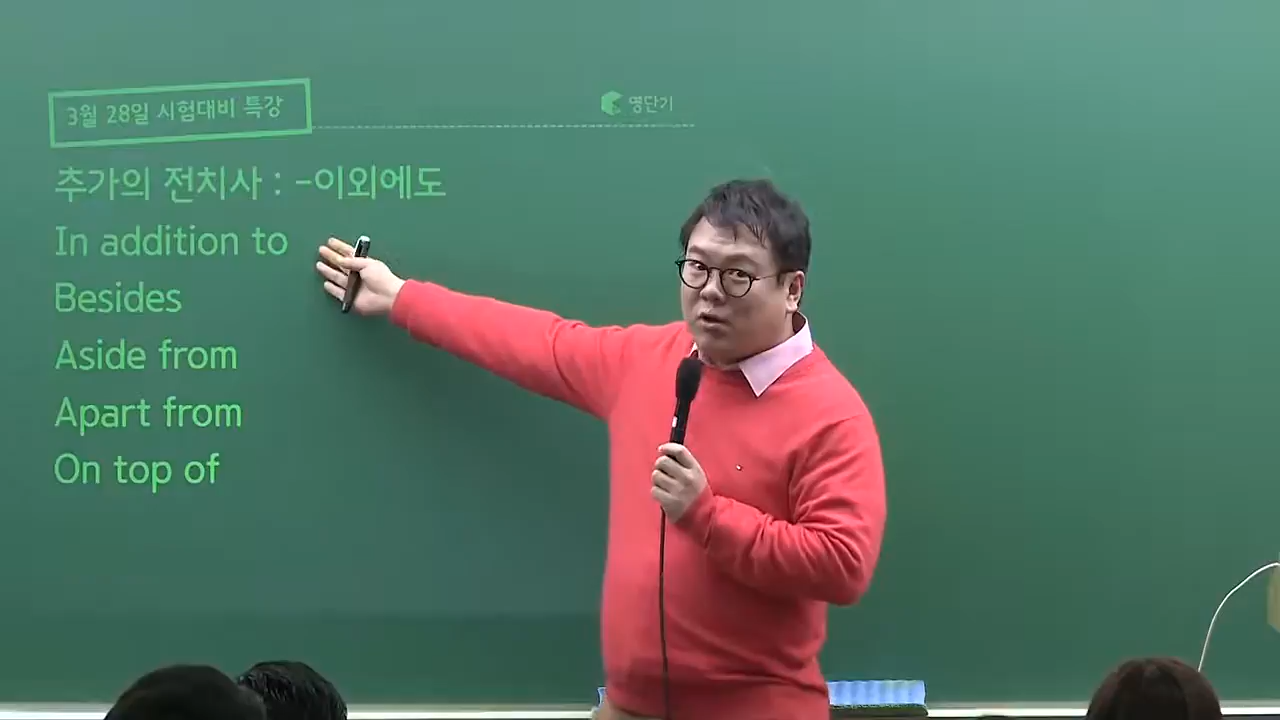 3월 28일 시험대비 특강
영단기
추가의 전치사 : -이외에도
In addition to
Besides
Aside from
Apart from
On top of